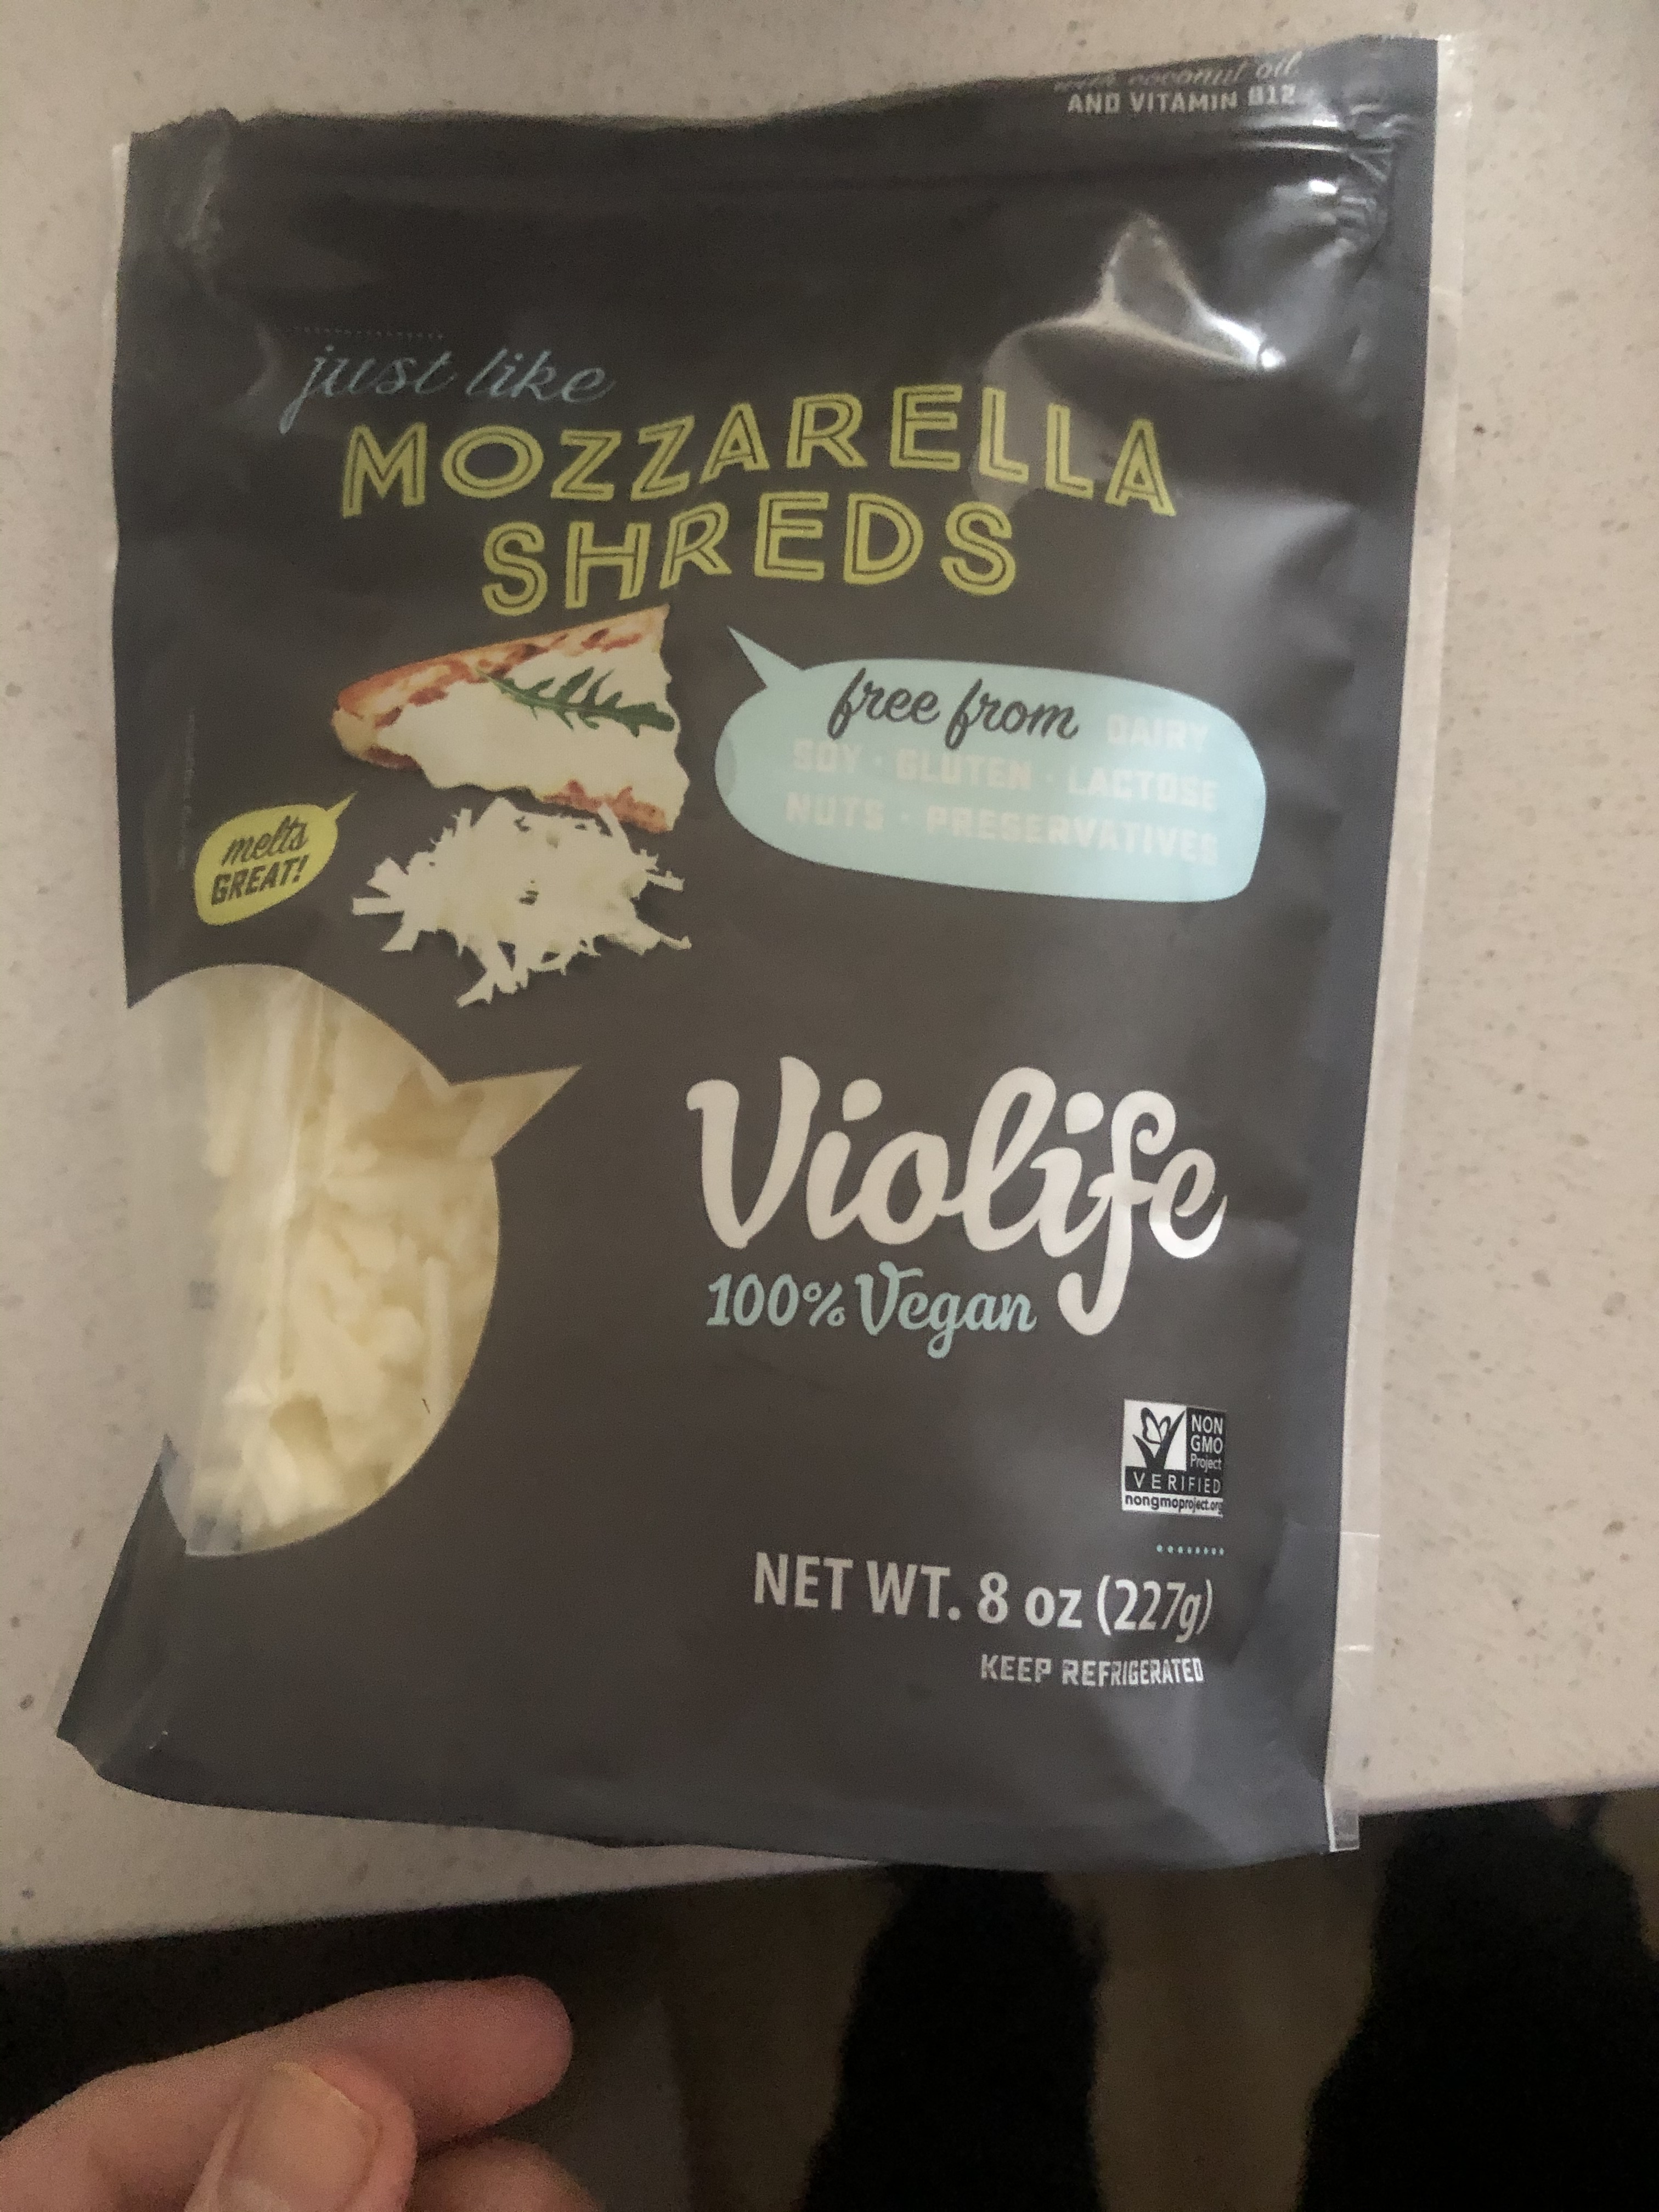 with coconut oil
AND VITAMIN B12
just like
MOZZARELLA
SHREDS
free from DAIRY
SOY · GLUTEN · LACTOSE
NUTS · PRESERVATIVES
melts
GREAT!
Violife
100% Vegan
NON
GMO
Project
VERIFIED
nongmoproject.org
NET WT. 8 oz (227g)
KEEP REFRIGERATED